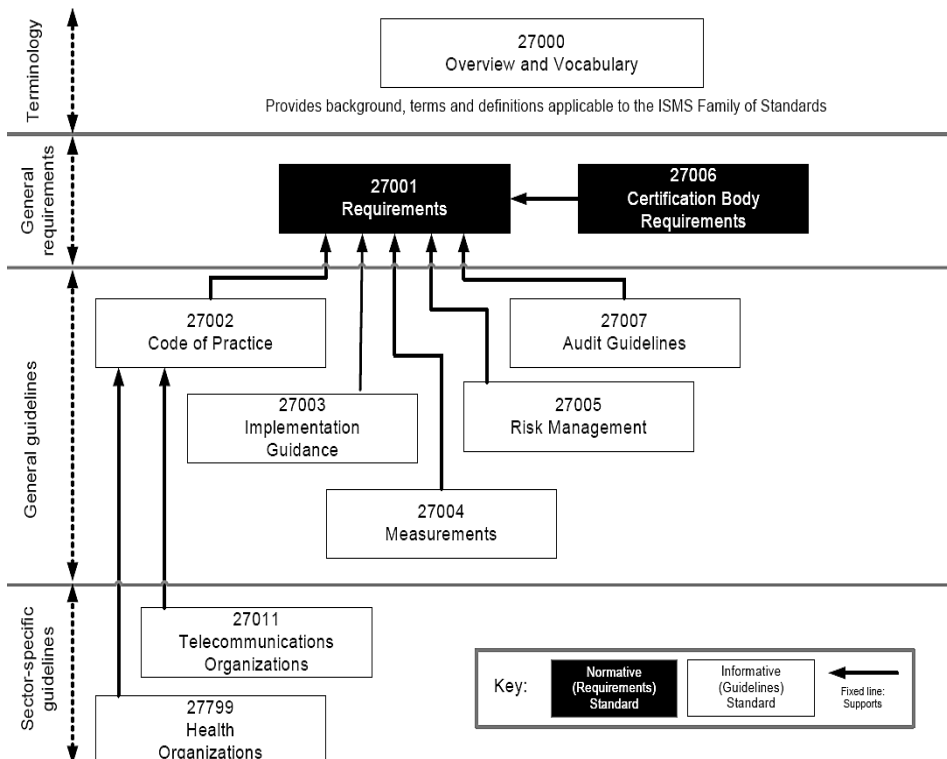 Terminology
27000
Overview and Vocabulary
Provides background, terms and definitions applicable to the ISMS Family of Standards
General
requirements
27001
Requirements
27006
Certification Body
Requirements
General guidelines
27002
Code of Practice
27007
Audit Guidelines
27003
Implementation
Guidance
27005
Risk Management
27004
Measurements
Sector-specific
guidelines
27011
Telecommunications
Organizations
27799
Health
Organizations
Key:
Normative
(Requirements)
Standard
Informative
(Guidelines)
Standard
Fixed line:
Supports